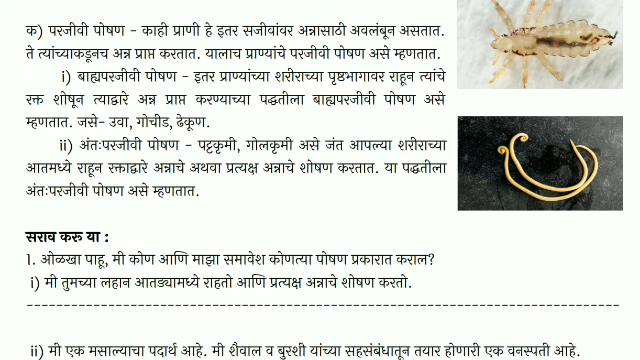 क) परजीवी पोषण - काही प्राणी हे इतर सजीवांवर अन्नासाठी अवलंबून असतात.
ते त्यांच्याकडूनच अन्न प्राप्त करतात. यालाच प्राण्यांचे परजीवी पोषण असे म्हणतात.
i) बाह्यपरजीवी पोषण - इतर प्राण्यांच्या शरीराच्या पृष्ठभागावर राहून त्यांचे
रक्त शोषून त्याद्वारे अन्न प्राप्त करण्याच्या पद्धतीला बाह्यपरजीवी पोषण असे
म्हणतात. जसे- उवा, गोचीड, ढेकूण.
ii) अंतःपरजीवी पोषण - पट्टकृमी, गोलकृमी असे जंत आपल्या शरीराच्या
आतमध्ये राहून रक्ताद्वारे अन्नाचे अथवा प्रत्यक्ष अन्नाचे शोषण करतात. या पद्धतीला
अंतःपरजीवी पोषण असे म्हणतात.
सराव करू या :
1. ओळखा पाहू, मी कोण आणि माझा समावेश कोणत्या पोषण प्रकारात कराल?
i) मी तुमच्या लहान आतड्यामध्ये राहतो आणि प्रत्यक्ष अन्नाचे शोषण करतो.
ii) मी एक मसाल्याचा पदार्थ आहे. मी शैवाल व बुरशी यांच्या सहसंबंधातून तयार होणारी एक वनस्पती आहे.